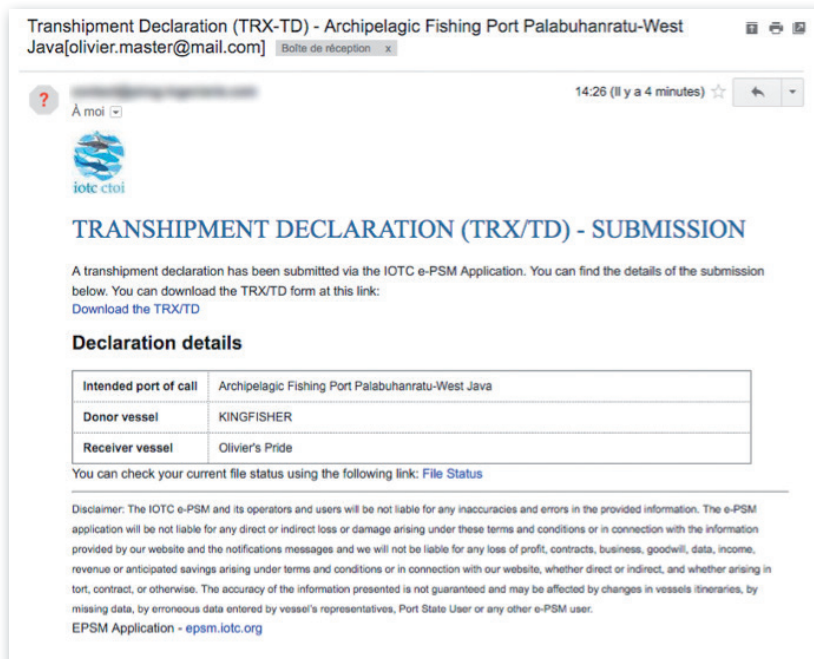 Transhipment Declaration (TRX-TD) - Archipelagic Fishing Port Palabuhanratu-West
Java[olivier.master@mail.com] Boîte de réception x
14:26 (Il y a 4 minutes)
?
À moi
iotc ctoi
TRANSHIPMENT DECLARATION (TRX/TD) - SUBMISSION
A transhipment declaration has been submitted via the IOTC e-PSM Application. You can find the details of the submission
below. You can download the TRX/TD form at this link:
Download the TRX/TD
Declaration details
Intended port of call Archipelagic Fishing Port Palabuhanratu-West Java
Donor vessel KINGFISHER
Receiver vessel Olivier's Pride
You can check your current file status using the following link: File Status
Disclaimer: The IOTC e-PSM and its operators and users will not be liable for any inaccuracies and errors in the provided information. The e-PSM
application will be not liable for any direct or indirect loss or damage arising under these terms and conditions or in connection with the information
provided by our website and the notifications messages and we will not be liable for any loss of profit, contracts, business, goodwill, data, income,
revenue or anticipated savings arising under terms and conditions or in connection with our website, whether direct or indirect, and whether arising in
tort, contract, or otherwise. The accuracy of the information presented is not guaranteed and may be affected by changes in vessels itineraries, by
missing data, by erroneous data entered by vessel's representatives, Port State User or any other e-PSM user.
EPSM Application - epsm.iotc.org